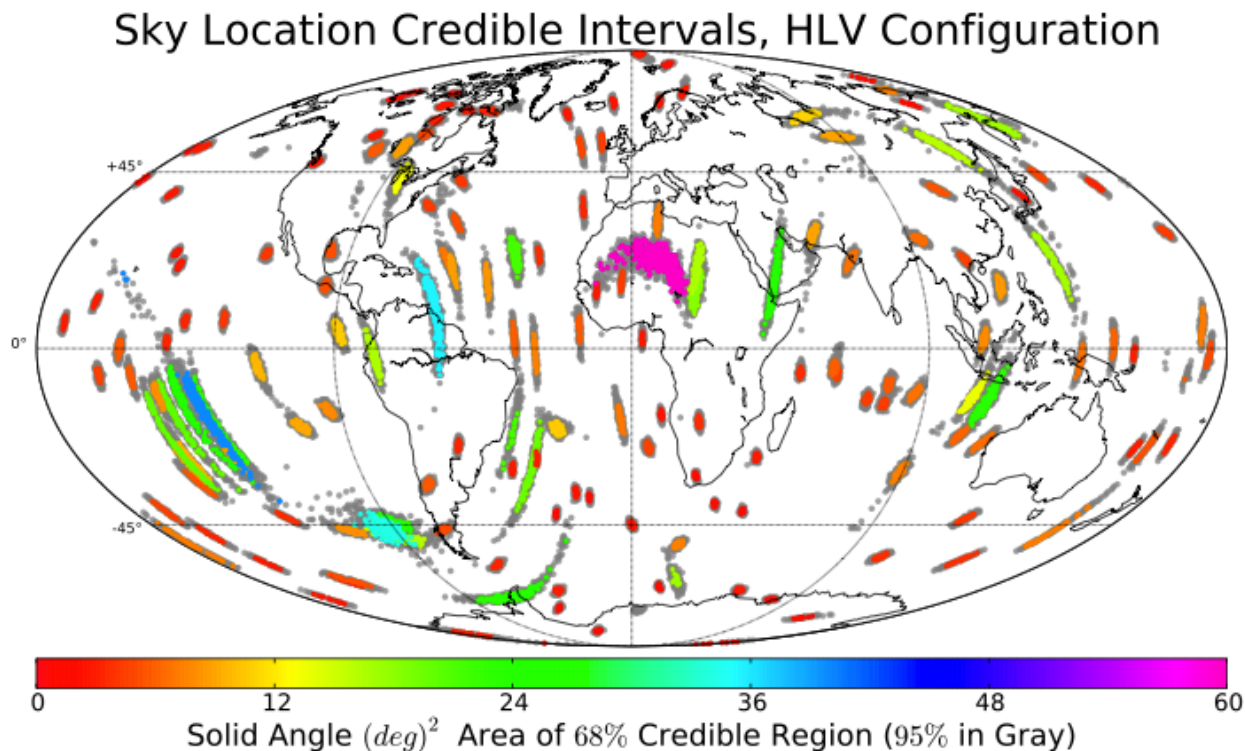 Sky Location Credible Intervals, HLV Configuration
+45°
0°
-45°
0 12 24 36 48 60
Solid Angle (deg)² Area of 68% Credible Region (95% in Gray)